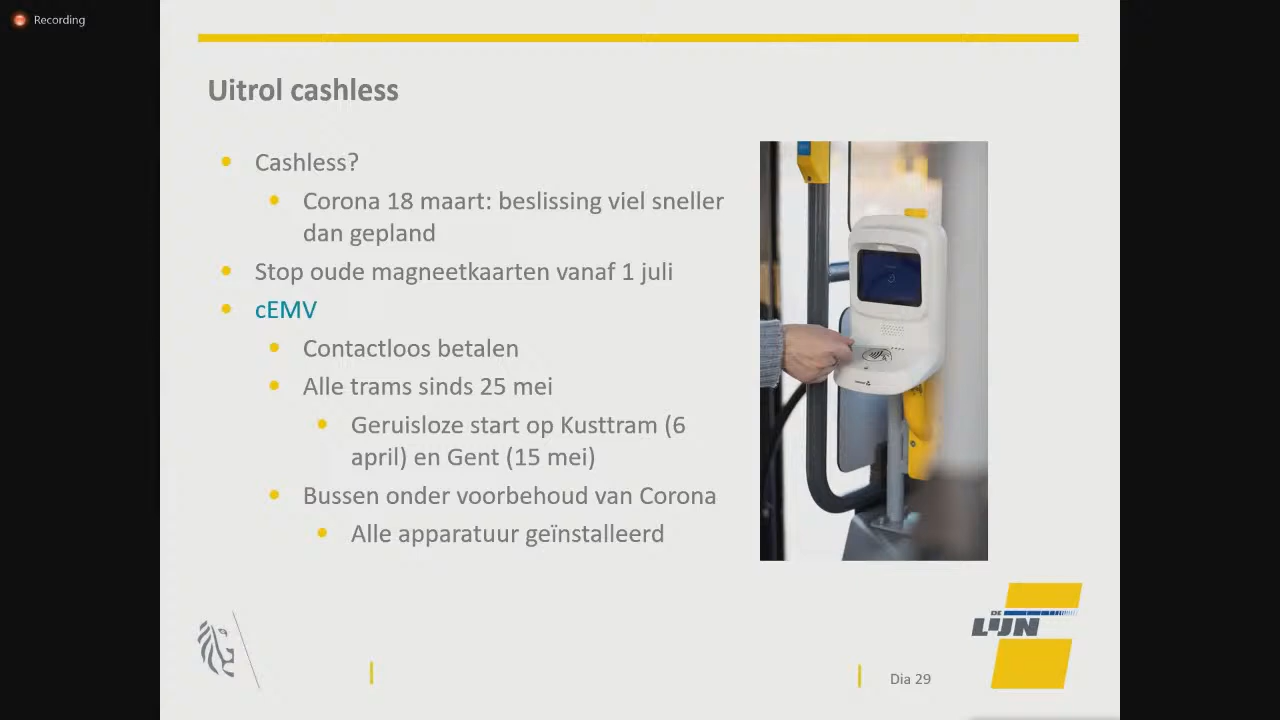 Recording
Uitrol cashless
Cashless?
Corona 18 maart: beslissing viel sneller
dan gepland
Stop oude magneetkaarten vanaf 1 juli
cEMV
Contactloos betalen
Alle trams sinds 25 mei
Geruisloze start op Kusttram (6
april) en Gent (15 mei)
Bussen onder voorbehoud van Corona
Alle apparatuur geïnstalleerd
DE
LIJN
Dia 29